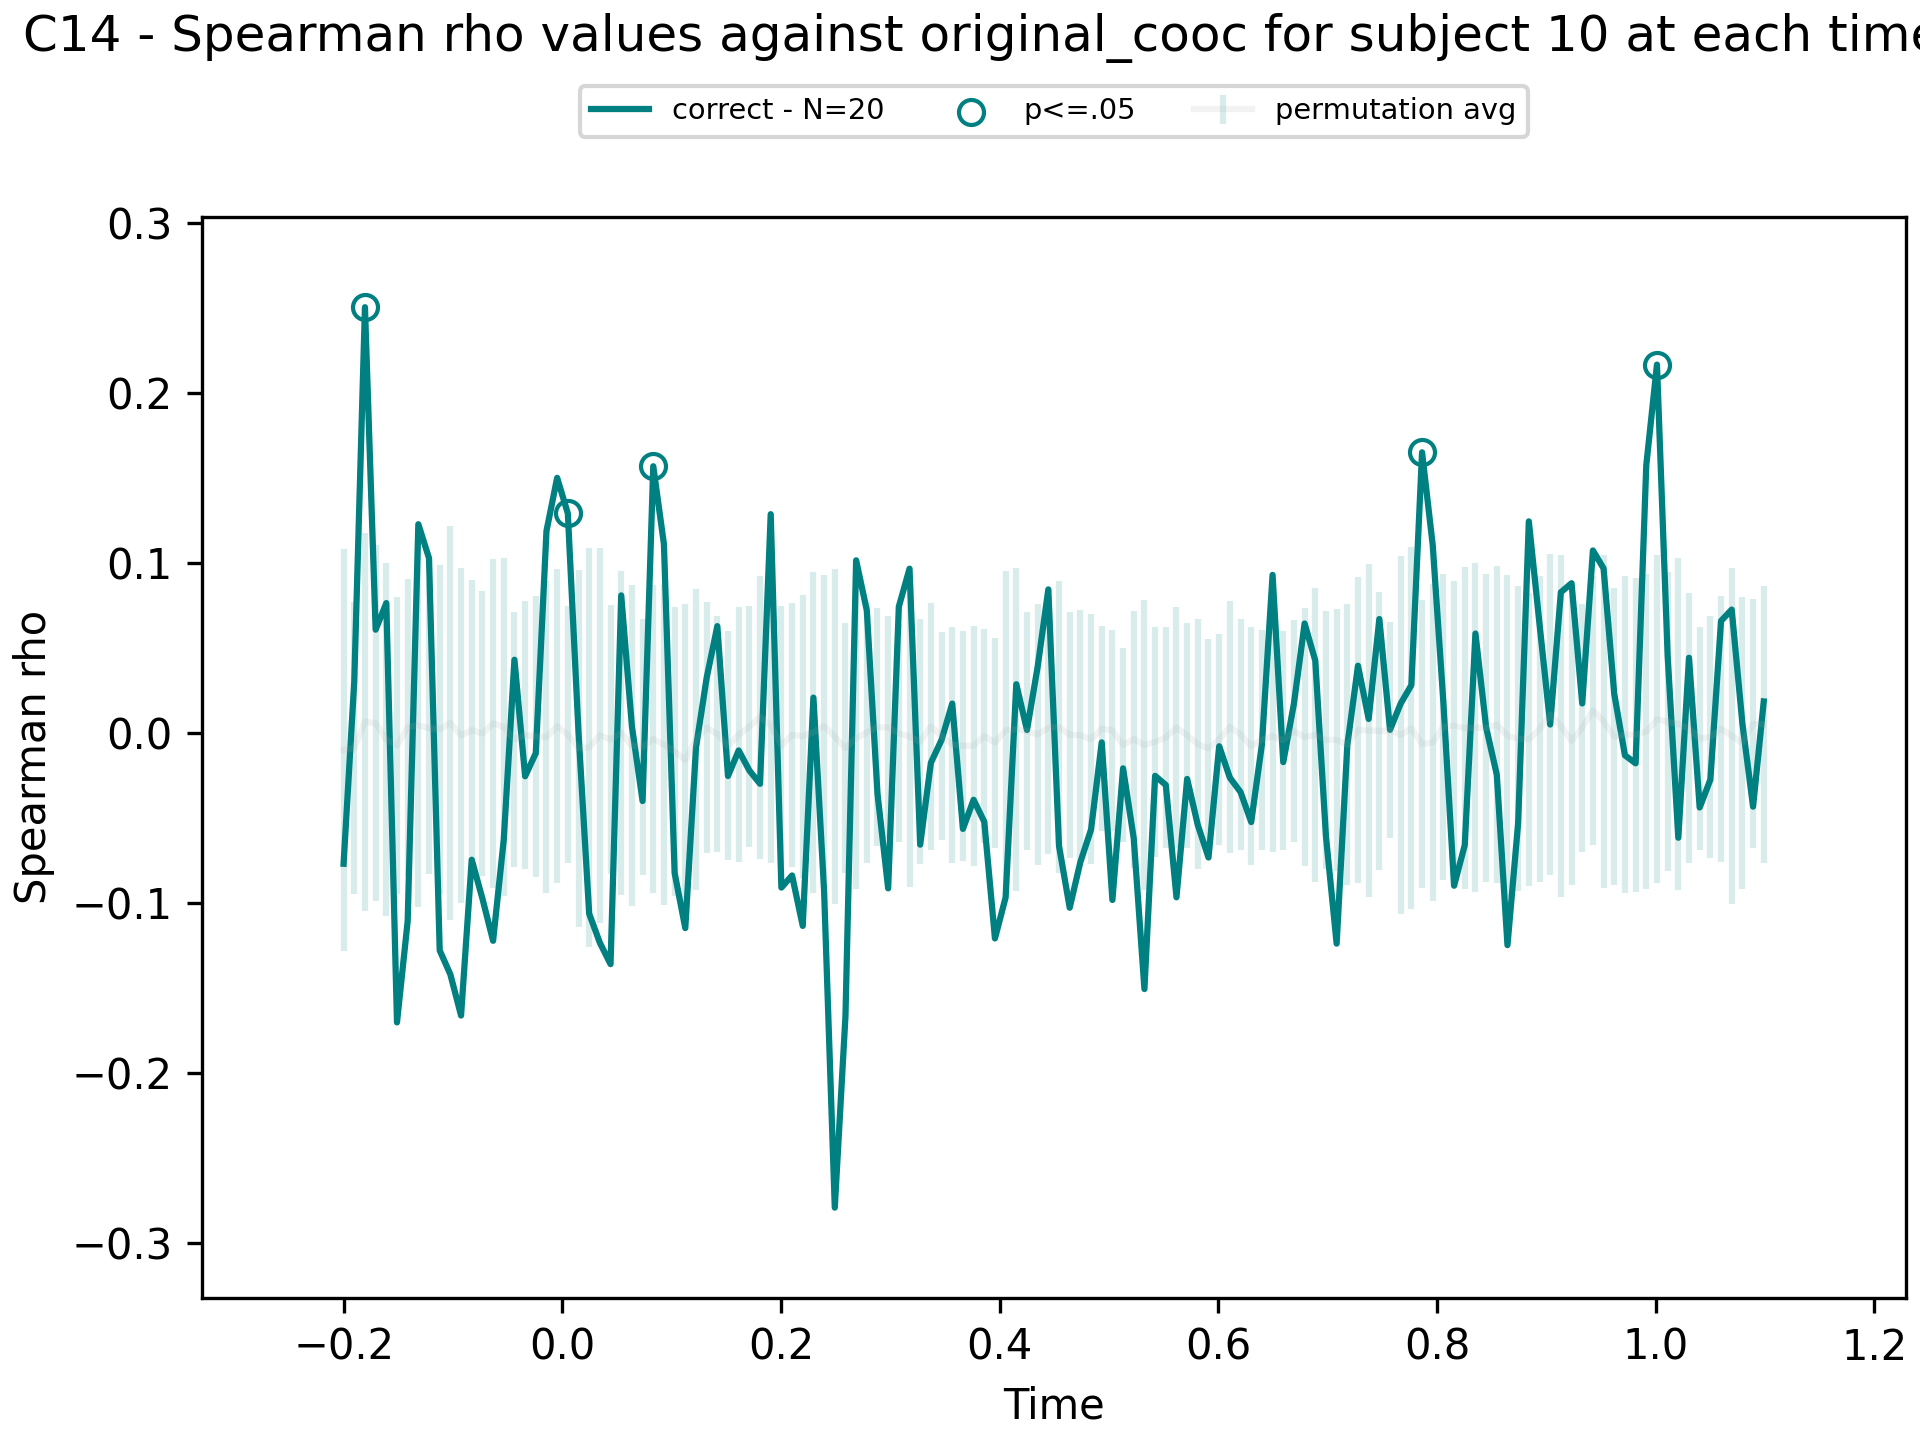 C14 - Spearman rho values against original_cooc for subject 10 at each time
correct - N=20 p<=.05 permutation avg
0.3
0.2
0.1
0.0
−0.1
−0.2
−0.3
Spearman rho
−0.2 0.0 0.2 0.4 0.6 0.8 1.0 1.2
Time